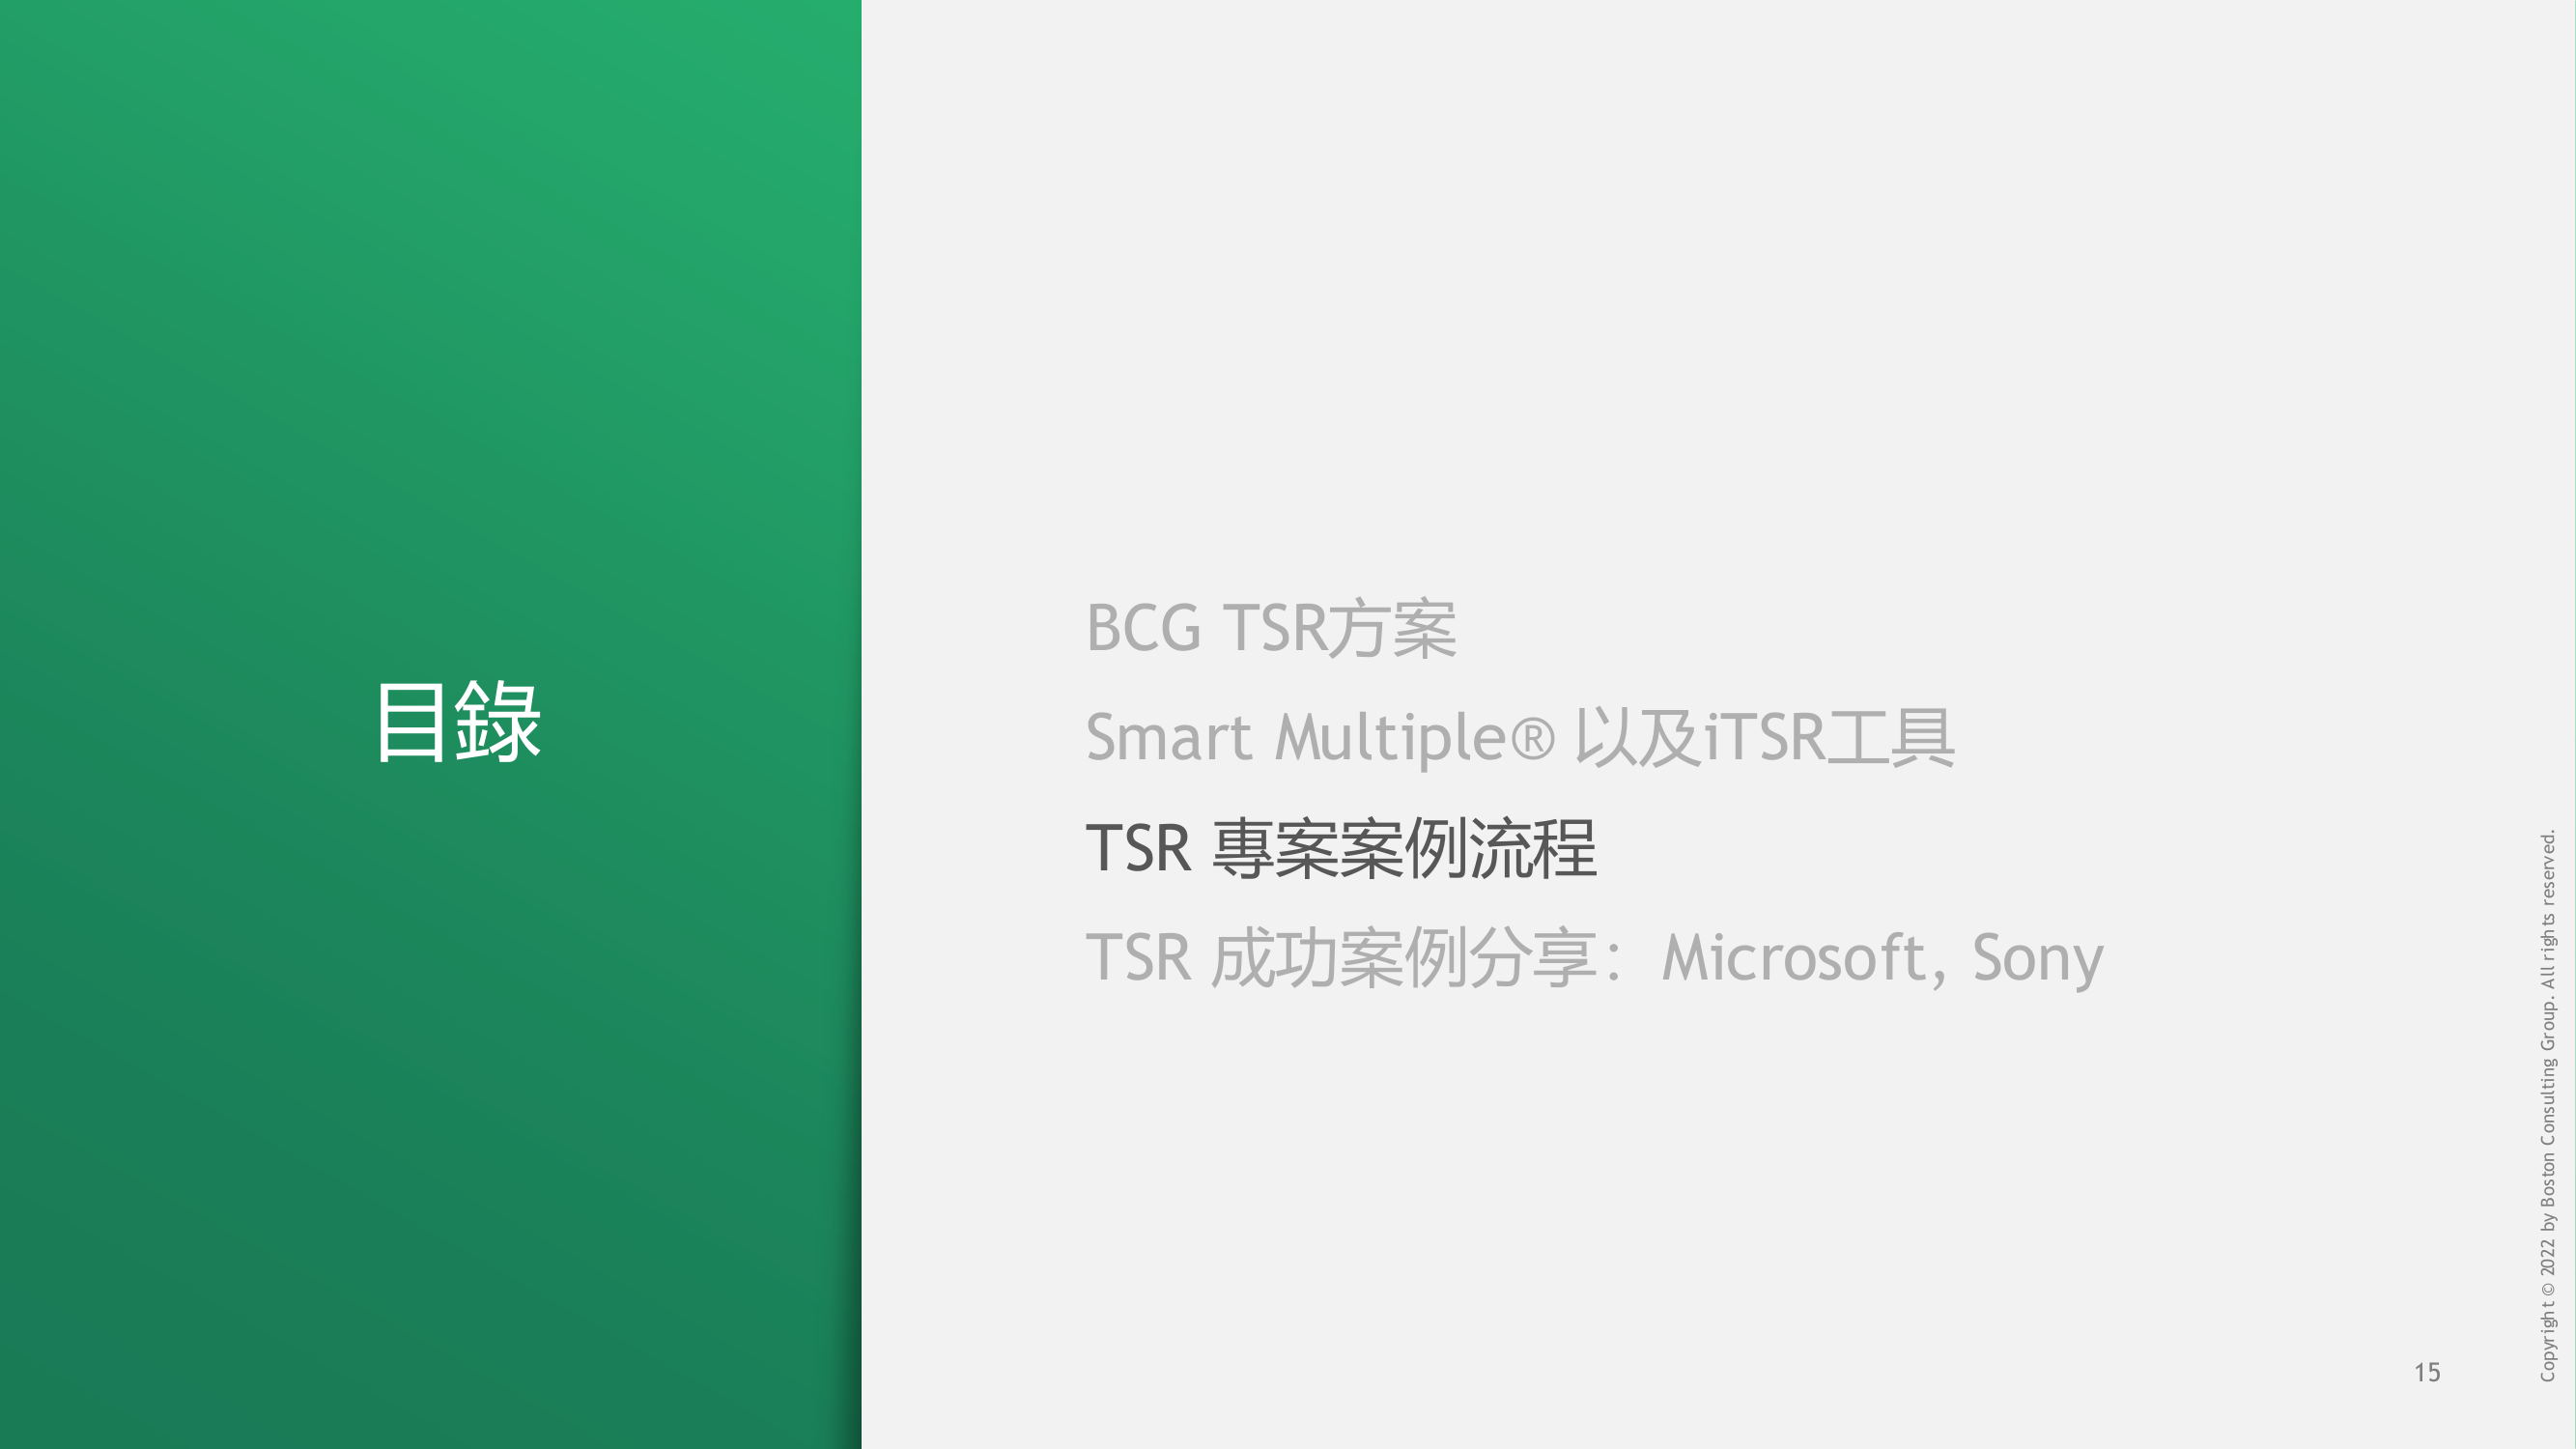 目錄
BCG TSR方案
Smart Multiple® 以及iTSR工具
TSR 專案案例流程
TSR 成功案例分享：Microsoft, Sony
15
Copyright © 2022 by Boston Consulting Group. All rights reserved.